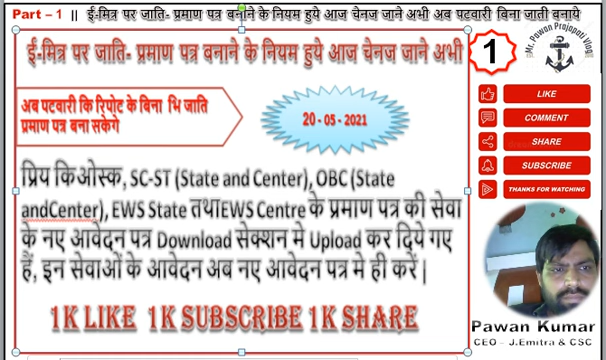 Part – 1 || ई-मित्र पर जाति- प्रमाण पत्र बनाने के नियम हुये आज चेनज जाने अभी अब पटवारी बिना जाती बनाये
ई-मित्र पर जाति- प्रमाण पत्र बनाने के नियम हुये आज चेनज जाने अभी
1
Mr. Pawan Prajapati Vlog
अब पटवारी कि रिपोट के बिना भि जाति
प्रमाण पत्र बना सकेगे
20 - 05 - 2021
LIKE
COMMENT
SHARE
SUBSCRIBE
THANKS FOR WATCHING
प्रिय किओस्क, SC-ST (State and Center), OBC (State
andCenter), EWS State तथाEWS Centre के प्रमाण पत्र की सेवा
के नए आवेदन पत्र Download सेक्शन मे Upload कर दिये गए
हैं, इन सेवाओं के आवेदन अब नए आवेदन पत्र मे ही करें |
1K LIKE 1K SUBSCRIBE 1K SHARE
Pawan Kumar
CEO - J.Emitra & CSC